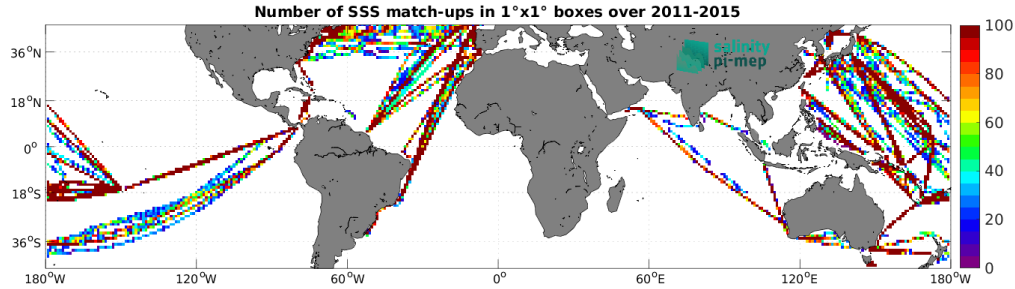 Number of SSS match-ups in 1°x1° boxes over 2011-2015
salinity
pi-mep
36°N
18°N
0°
18°S
36°S
180°W
120°W
60°W
0°
60°E
120°E
180°W
100
80
60
40
20
0